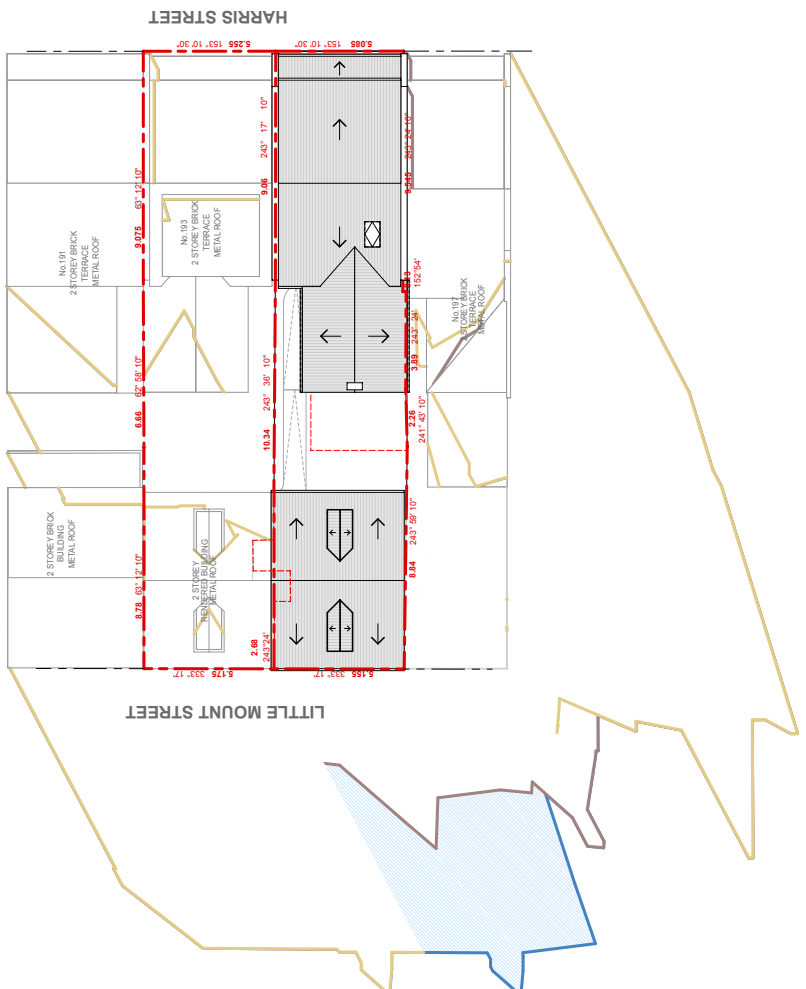 HARRIS STREET
5.255 153° 10' 30"
5.085 153° 10' 30"
9.075 63° 12' 10"
9.06 243° 17' 10"
9.345 243° 24' 10"
No.191
2 STOREY BRICK
TERRACE
METAL ROOF
No.193
2 STOREY BRICK
TERRACE
METAL ROOF
No.197
2 STOREY BRICK
TERRACE
METAL ROOF
152°54'
3.89 243° 24'
6.66 62° 58' 10"
10.34 243° 36' 10"
2.26
241° 43' 10"
2 STOREY BRICK
BUILDING
METAL ROOF
2 STOREY
RENDERED BUILDING
METAL ROOF
8.78 63° 12' 10"
8.84 243° 59' 10"
2.68
243°24'
5.175 333° 17'
5.155 333° 17'
LITTLE MOUNT STREET